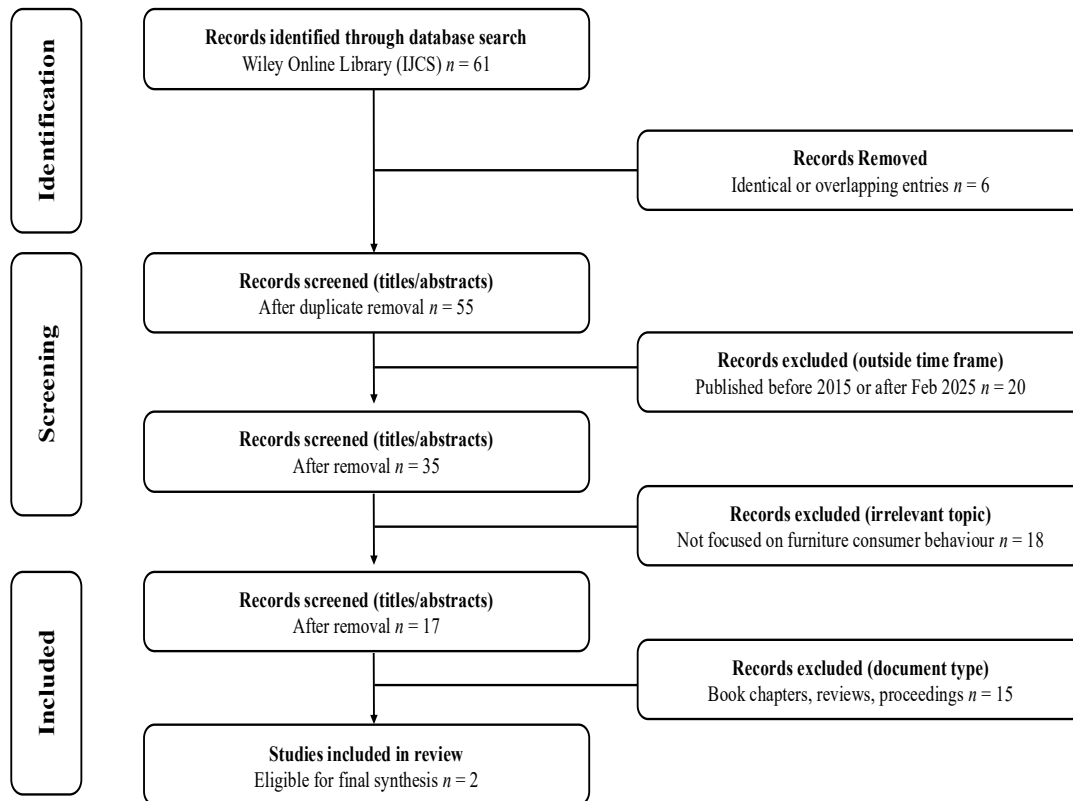 Identification
Records identified through database search
Wiley Online Library (IJCS) n = 61
Records Removed
Identical or overlapping entries n = 6
Screening
Records screened (titles/abstracts)
After duplicate removal n = 55
Records excluded (outside time frame)
Published before 2015 or after Feb 2025 n = 20
Records screened (titles/abstracts)
After removal n = 35
Records excluded (irrelevant topic)
Not focused on furniture consumer behaviour n = 18
Included
Records screened (titles/abstracts)
After removal n = 17
Records excluded (document type)
Book chapters, reviews, proceedings n = 15
Studies included in review
Eligible for final synthesis n = 2